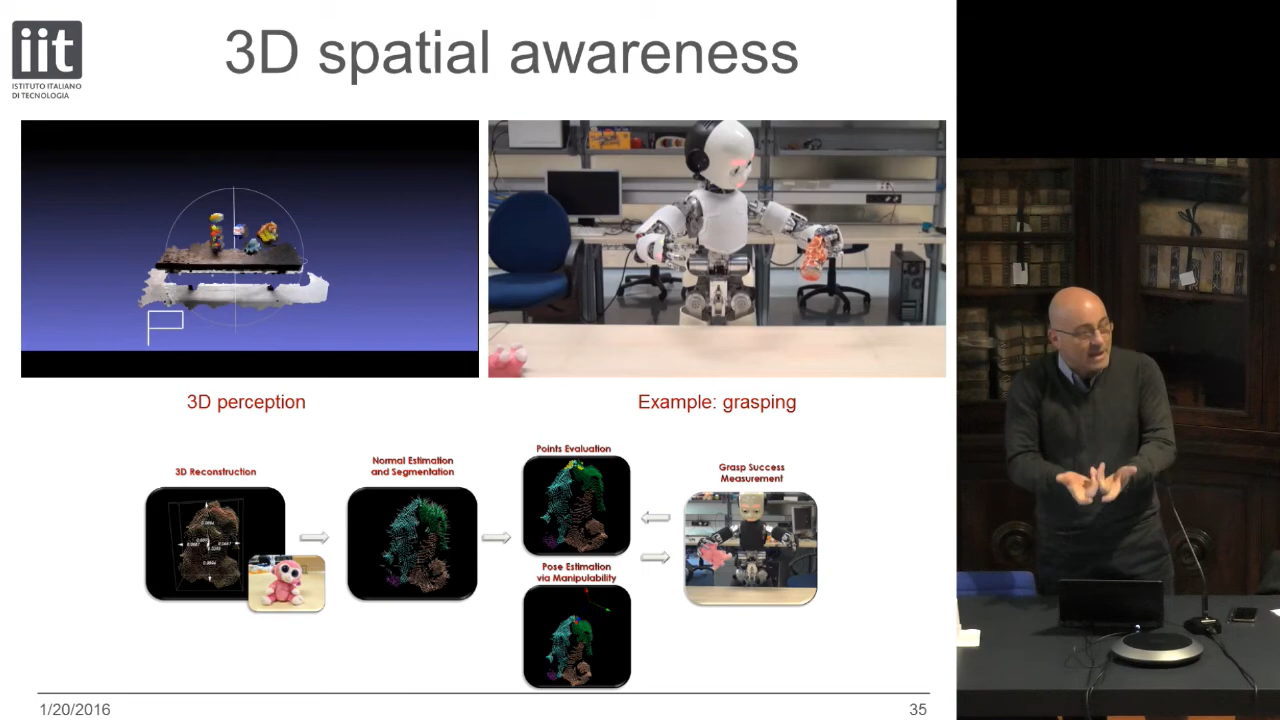 iit
ISTITUTO ITALIANO
DI TECNOLOGIA
3D spatial awareness
3D perception
Example: grasping
3D Reconstruction
Normal Estimation
and Segmentation
Points Evaluation
Pose Estimation
via Manipulability
Grasp Success
Measurement
1/20/2016
35